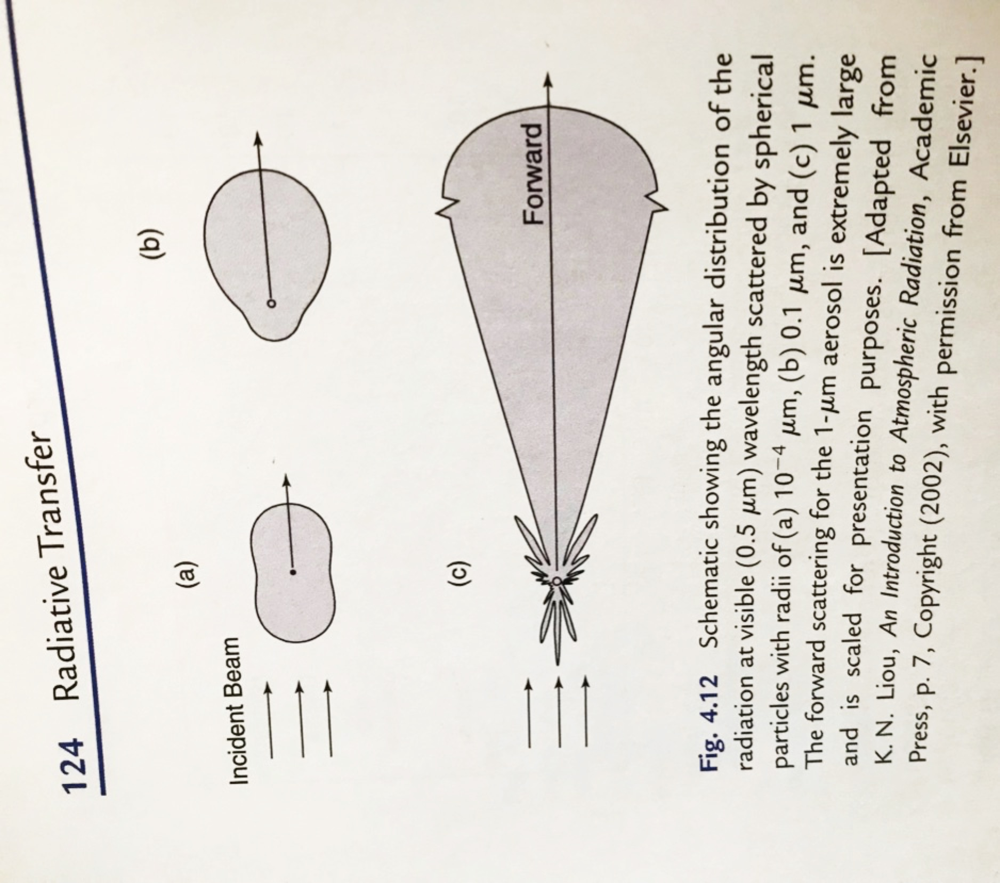 124 Radiative Transfer
(a)
(b)
Incident Beam
(c)
Forward
Fig. 4.12 Schematic showing the angular distribution of the
radiation at visible (0.5 μm) wavelength scattered by spherical
particles with radii of (a) 10⁻⁴ μm, (b) 0.1 μm, and (c) 1 μm.
The forward scattering for the 1-μm aerosol is extremely large
and is scaled for presentation purposes. [Adapted from
K. N. Liou, An Introduction to Atmospheric Radiation, Academic
Press, p. 7, Copyright (2002), with permission from Elsevier.]